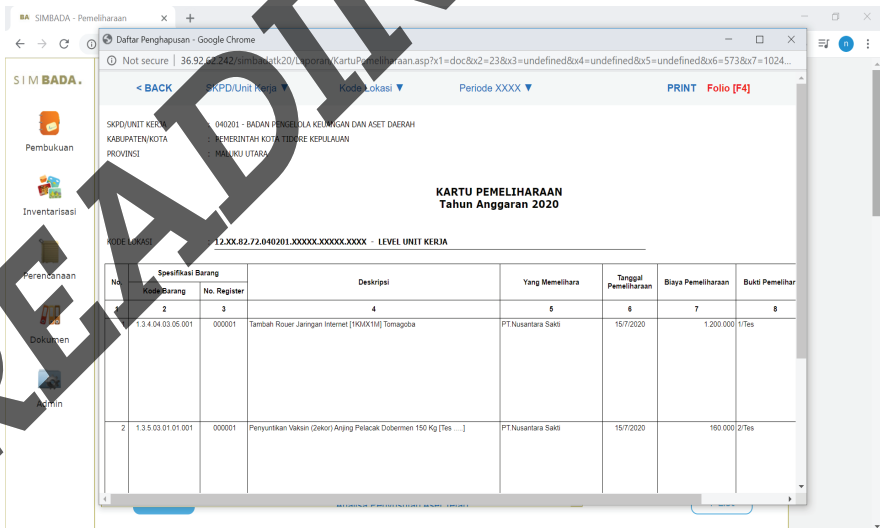 SIMBADA - Pemeliharaan
Daftar Penghapusan - Google Chrome
Not secure | 36.92.62.242/simbadatk20/Laporan/KartuPemeliharaan.asp?x1=doc&x2=23&x3=undefined&x4=undefined&x5=undefined&x6=573&x7=1024...
n
SIMBADA.
< BACK SKPD/Unit Kerja ▼ Kode Lokasi ▼ Periode XXXX ▼ PRINT Folio [F4]
Pembukuan
Inventarisasi
Perencanaan
Dokumen
Admin
SKPD/UNIT KERJA : 040201 - BADAN PENGELOLA KEUANGAN DAN ASET DAERAH
KABUPATEN/KOTA : PEMERINTAH KOTA TIDORE KEPULAUAN
PROVINSI : MALUKU UTARA
KARTU PEMELIHARAAN
Tahun Anggaran 2020
KODE LOKASI : 12.XX.82.72.040201.XXXXX.XXXXX.XXXX - LEVEL UNIT KERJA
No. Spesifikasi Barang Deskripsi Yang Memelihara Tanggal Pemeliharaan Biaya Pemeliharaan Bukti Pemelihar
Kode Barang No. Register
1 2 3 4 5 6 7 8
1.3.4.04.03.05.001 000001 Tambah Rouer Jaringan Internet [1KMX1M] Tomagoba PT.Nusantara Sakti 15/7/2020 1.200.000 1/Tes
2 1.3.5.03.01.01.001 000001 Penyuntikan Vaksin (2ekor) Anjing Pelacak Dobermen 150 Kg [Tes ....] PT.Nusantara Sakti 15/7/2020 160.000 2/Tes